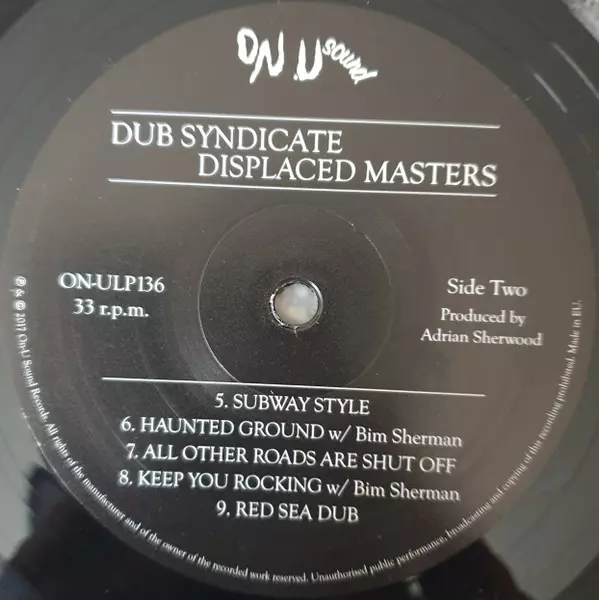 ON.U sound
DUB SYNDICATE
DISPLACED MASTERS
ON-ULP136
33 r.p.m.
Side Two
Produced by
Adrian Sherwood
5. SUBWAY STYLE
6. HAUNTED GROUND w/ Bim Sherman
7. ALL OTHER ROADS ARE SHUT OFF
8. KEEP YOU ROCKING w/ Bim Sherman
9. RED SEA DUB
℗ & © 2017 On-U Sound Records. All rights of the manufacturer and of the owner of the recorded work reserved. Unauthorised public performance, broadcasting and copying of this recording prohibited. Made in EU.